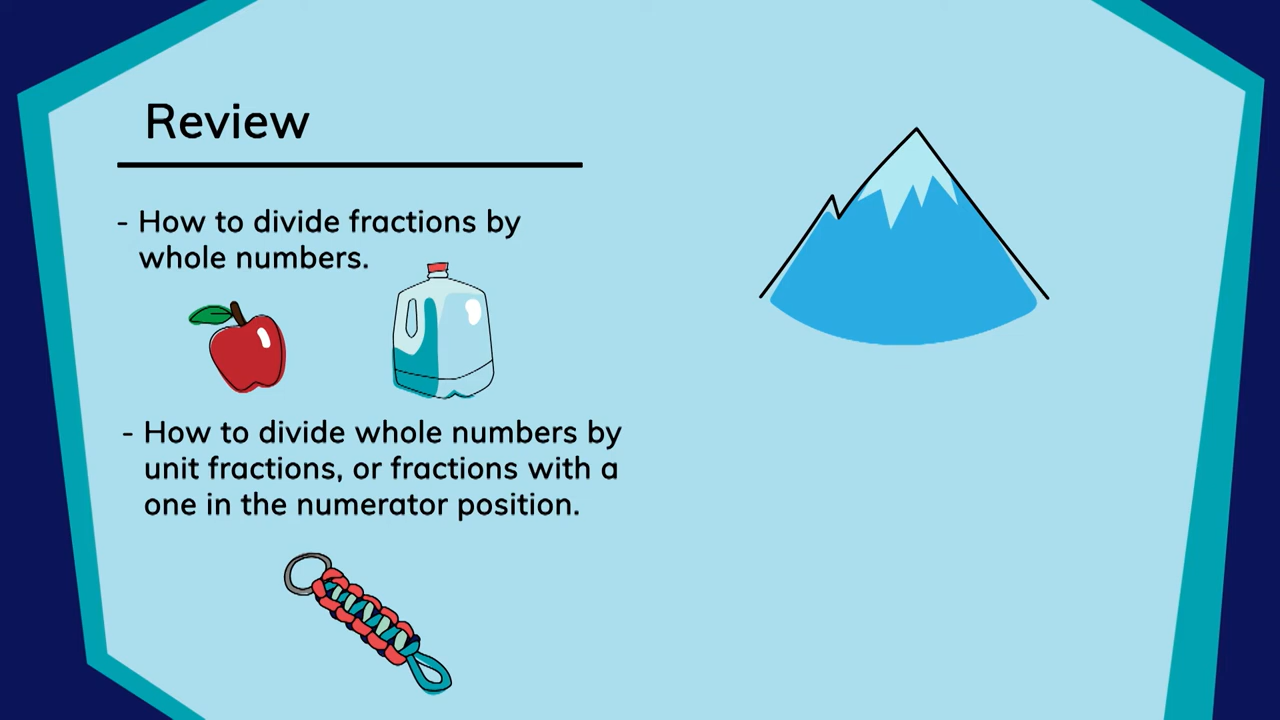 Review
- How to divide fractions by
whole numbers.
- How to divide whole numbers by
unit fractions, or fractions with a
one in the numerator position.